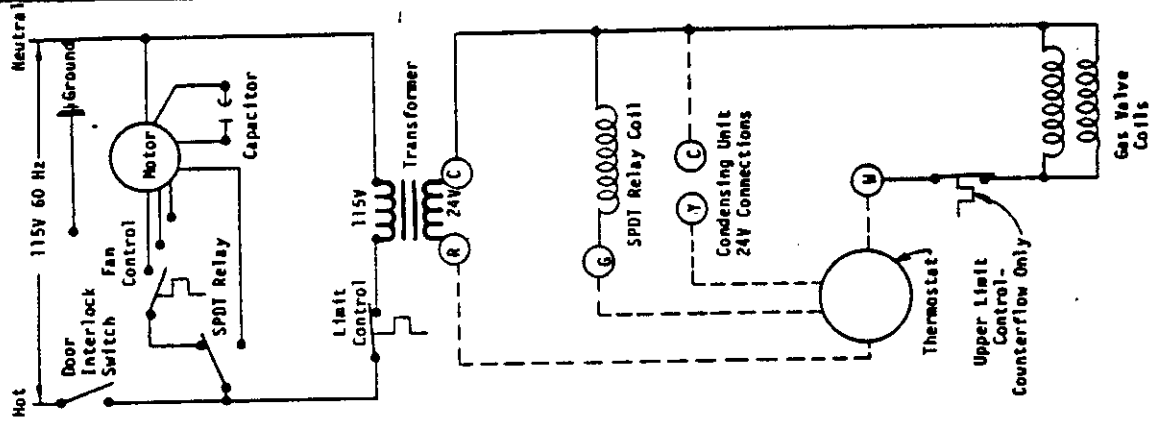 Hot
115V 60 Hz
Neutral
Door
Interlock
Switch
Ground
Fan
Control
Motor
SPDT Relay
Capacitor
Limit
Control
115V
Transformer
24V
R
C
G
SPDT Relay Coil
Y
C
Condensing Unit
24V Connections
Thermostat
W
Upper Limit
Control-
Counterflow Only
Gas Valve
Coils